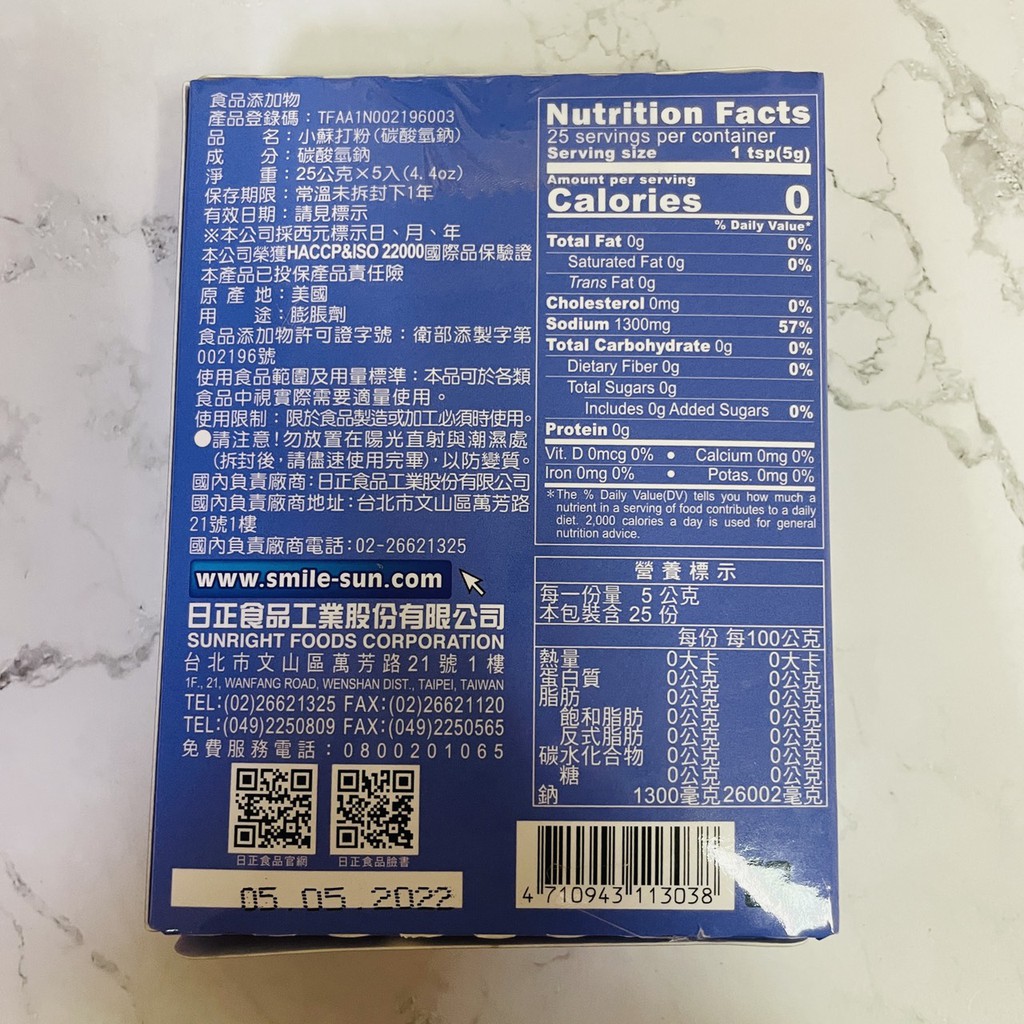 食品添加物
產品登錄碼：TFAA1N002196003
品　　名：小蘇打粉(碳酸氫鈉)
成　　分：碳酸氫鈉
淨　　重：25公克×5入(4.4oz)
保存期限：常溫未拆封下1年
有效日期：請見標示
※本公司採西元標示日、月、年
本公司榮獲HACCP&ISO 22000國際品保驗證
本產品已投保產品責任險
原 產 地：美國
用　　途：膨脹劑
食品添加物許可證字號：衛部添製字第
002196號
使用食品範圍及用量標準：本品可於各類
食品中視實際需要適量使用。
使用限制：限於食品製造或加工必須時使用。
●請注意!勿放置在陽光直射與潮濕處
(拆封後,請儘速使用完畢),以防變質。
國內負責廠商:日正食品工業股份有限公司
國內負責廠商地址:台北市文山區萬芳路
21號1樓
國內負責廠商電話:02-26621325
www.smile-sun.com
日正食品工業股份有限公司
SUNRIGHT FOODS CORPORATION
台北市文山區萬芳路21號1樓
1F., 21, WANFANG ROAD, WENSHAN DIST., TAIPEI, TAIWAN
TEL:(02)26621325 FAX:(02)26621120
TEL:(049)2250809 FAX:(049)2250565
免費服務電話：0800201065
日正食品官網 日正食品臉書
05.05.2022
Nutrition Facts
25 servings per container
Serving size 1 tsp(5g)
Amount per serving
Calories 0
% Daily Value*
Total Fat 0g 0%
Saturated Fat 0g 0%
Trans Fat 0g
Cholesterol 0mg 0%
Sodium 1300mg 57%
Total Carbohydrate 0g 0%
Dietary Fiber 0g 0%
Total Sugars 0g
Includes 0g Added Sugars 0%
Protein 0g
Vit. D 0mcg 0% ● Calcium 0mg 0%
Iron 0mg 0% ● Potas. 0mg 0%
*The % Daily Value(DV) tells you how much a
nutrient in a serving of food contributes to a daily
diet. 2,000 calories a day is used for general
nutrition advice.
營養標示
每一份量 5 公克
本包裝含 25 份
每份 每100公克
熱量 0大卡 0大卡
蛋白質 0公克 0公克
脂肪 0公克 0公克
飽和脂肪 0公克 0公克
反式脂肪 0公克 0公克
碳水化合物 0公克 0公克
糖 0公克 0公克
鈉 1300毫克 26002毫克
4 710943 113038